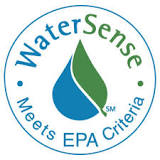 WaterSense
SM
• Meets EPA Criteria •